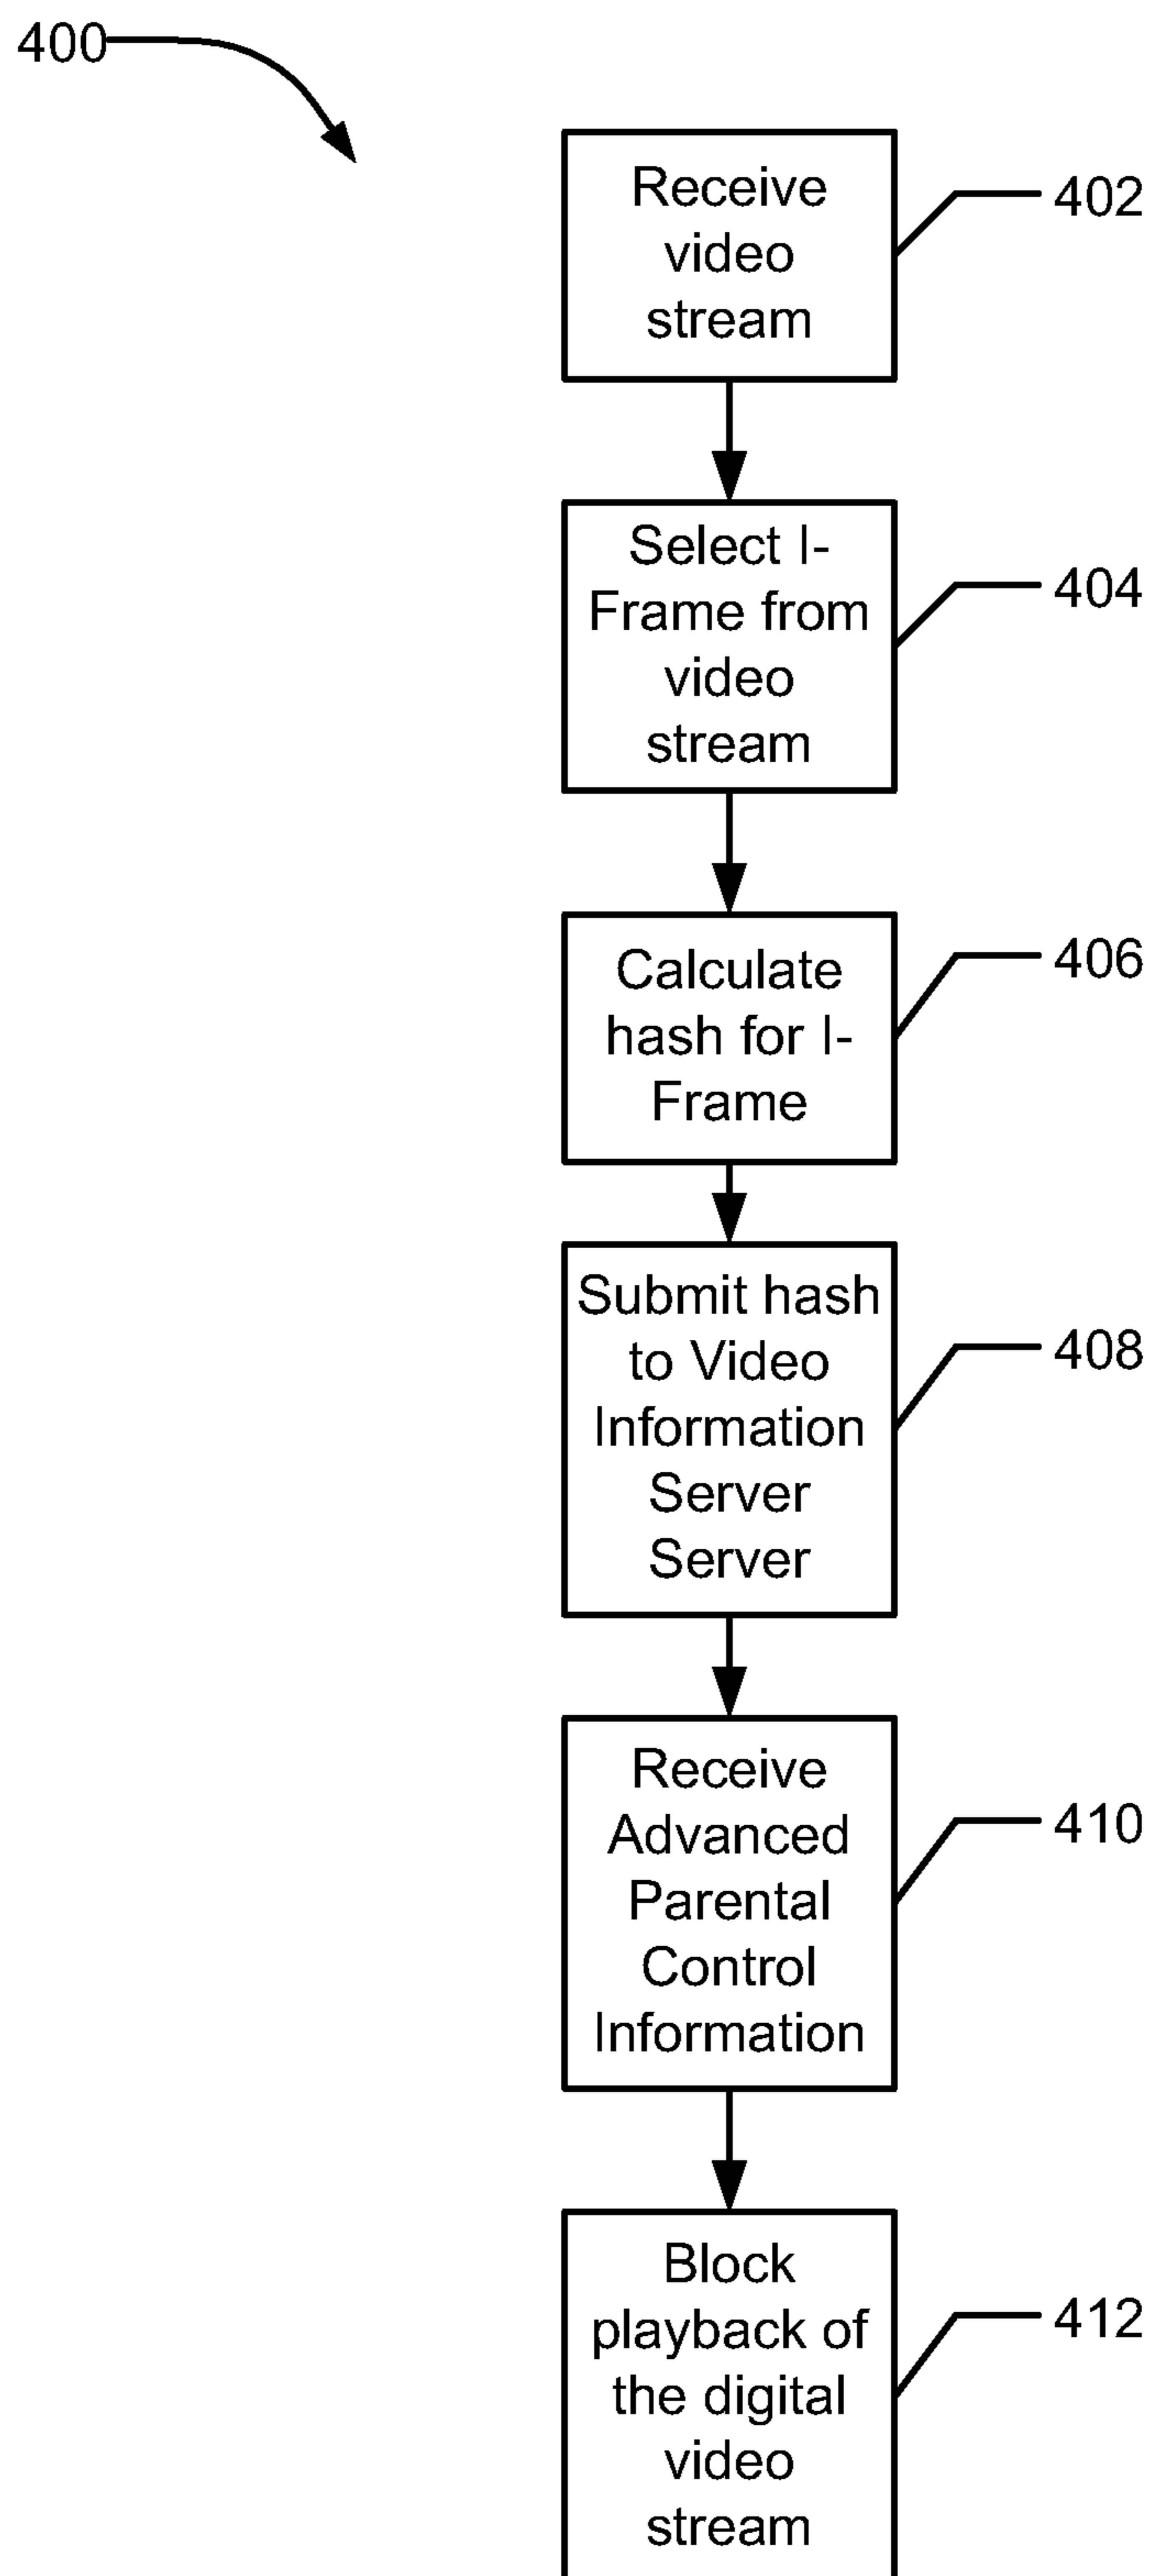 400
Receive
video
stream
402
Select I-
Frame from
video
stream
404
Calculate
hash for I-
Frame
406
Submit hash
to Video
Information
Server
Server
408
Receive
Advanced
Parental
Control
Information
410
Block
playback of
the digital
video
stream
412